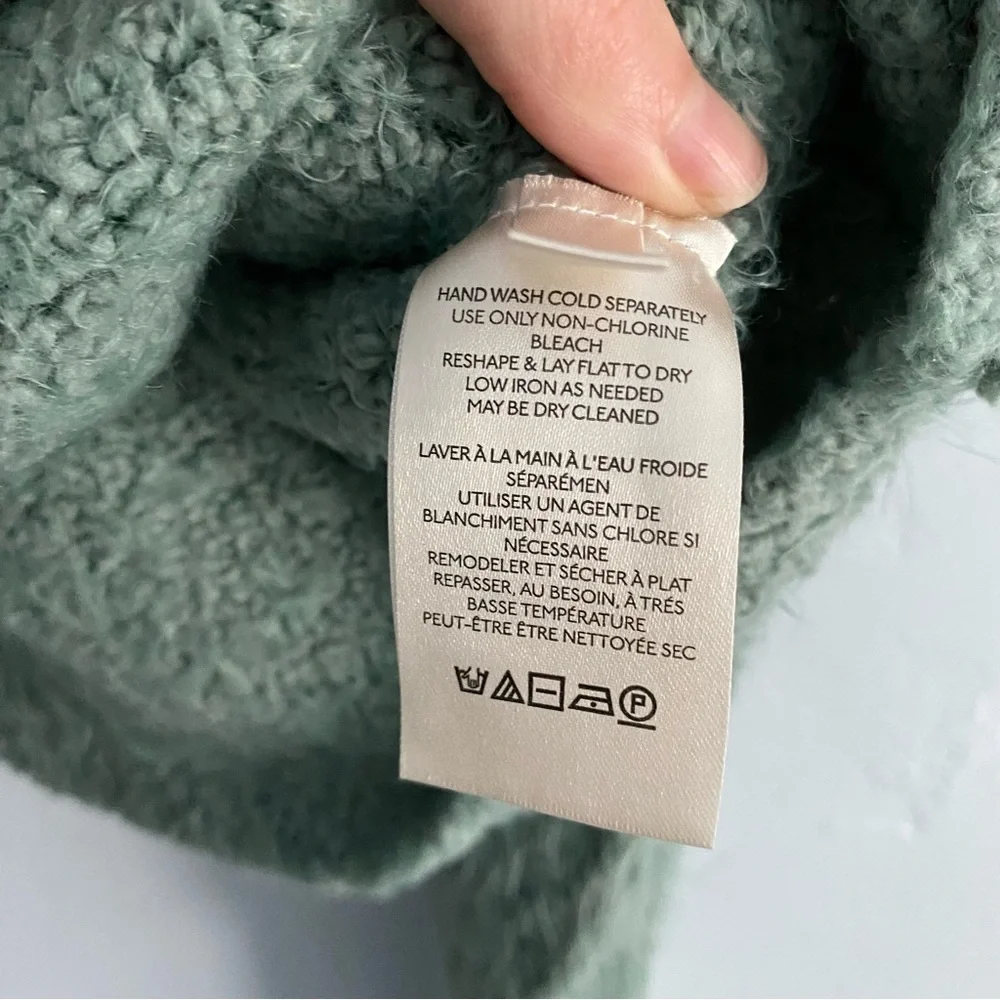 HAND WASH COLD SEPARATELY
USE ONLY NON-CHLORINE
BLEACH
RESHAPE & LAY FLAT TO DRY
LOW IRON AS NEEDED
MAY BE DRY CLEANED
LAVER À LA MAIN À L'EAU FROIDE
SÉPARÉMEN
UTILISER UN AGENT DE
BLANCHIMENT SANS CHLORE SI
NÉCESSAIRE
REMODELER ET SÉCHER À PLAT
REPASSER, AU BESOIN, À TRÉS
BASSE TEMPÉRATURE
PEUT-ÊTRE ÊTRE NETTOYÉE SEC
P